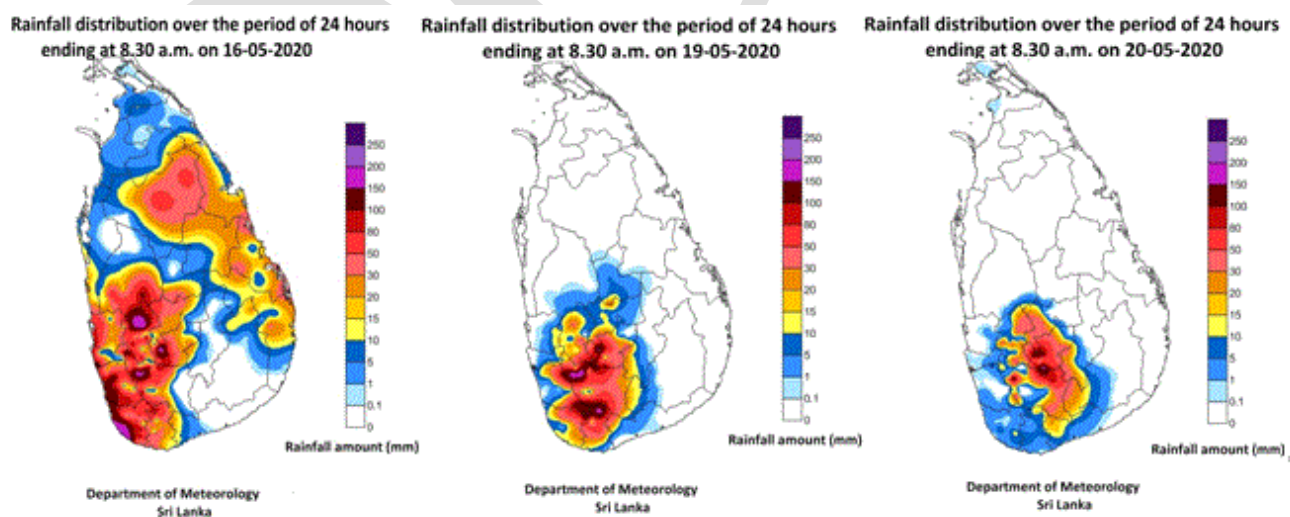 Rainfall distribution over the period of 24 hours
ending at 8.30 a.m. on 16-05-2020
250
200
150
100
80
50
30
20
15
10
5
1
0.1
0
Rainfall amount (mm)
Department of Meteorology
Sri Lanka
Rainfall distribution over the period of 24 hours
ending at 8.30 a.m. on 19-05-2020
250
200
150
100
80
50
30
20
15
10
5
1
0.1
0
Rainfall amount (mm)
Department of Meteorology
Sri Lanka
Rainfall distribution over the period of 24 hours
ending at 8.30 a.m. on 20-05-2020
250
200
150
100
80
50
30
20
15
10
5
1
0.1
0
Rainfall amount (mm)
Department of Meteorology
Sri Lanka